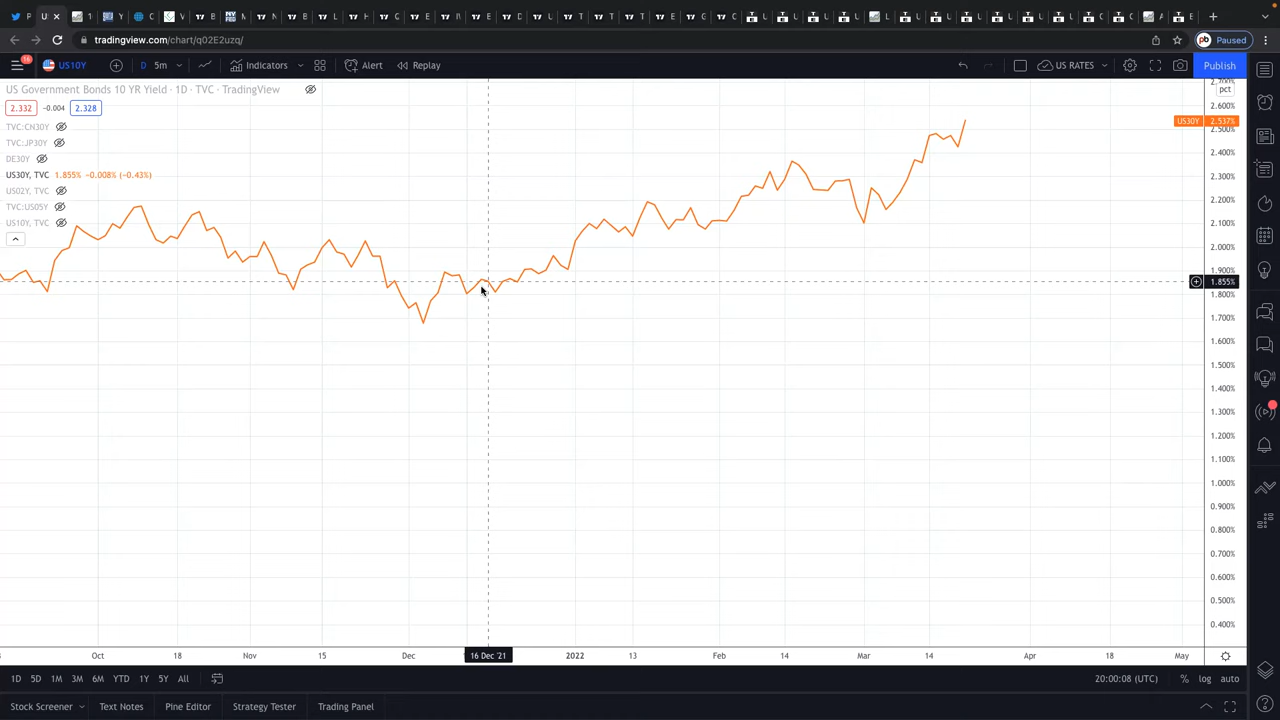 tradingview.com/chart/q02E2uzq/
Paused
16
US10Y
D 5m
Indicators
Alert
Replay
US RATES
Publish
US Government Bonds 10 YR Yield · 1D · TVC · TradingView
2.332 -0.004 2.328
TVC:CN30Y
TVC:JP30Y
DE30Y
US30Y, TVC 1.855% -0.008% (-0.43%)
US02Y, TVC
TVC:US05Y
US10Y, TVC
pct
2.700%
2.600%
US30Y 2.537%
2.500%
2.400%
2.300%
2.200%
2.100%
2.000%
1.900%
1.855%
1.800%
1.700%
1.600%
1.500%
1.400%
1.300%
1.200%
1.100%
1.000%
0.900%
0.800%
0.700%
0.600%
0.500%
0.400%
Oct 18 Nov 15 Dec 16 Dec '21 2022 13 Feb 14 Mar 14 Apr 18 May
1D 5D 1M 3M 6M YTD 1Y 5Y All
20:00:08 (UTC) % log auto
Stock Screener Text Notes Pine Editor Strategy Tester Trading Panel